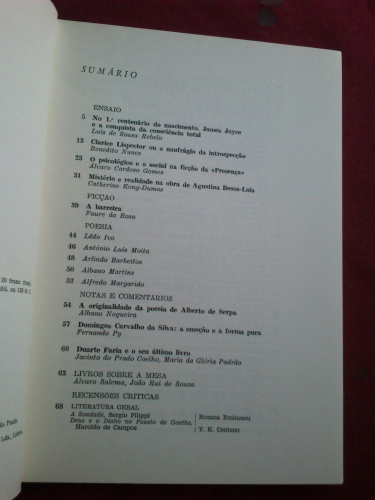 SUMÁRIO
ENSAIO
5 No 1.º centenário do nascimento, James Joyce
e a conquista da consciência total
Luís de Sousa Rebelo
13 Clarice Lispector ou o naufrágio da introspecção
Benedito Nunes
23 O psicológico e o social na ficção da «Presença»
Álvaro Cardoso Gomes
31 Mistério e realidade na obra de Agustina Bessa-Luís
Catherine Kong-Dumas
FICÇÃO
39 A barreira
Faure da Rosa
POESIA
44 Lêdo Ivo
46 António Luís Moita
48 Arlindo Barbeitos
50 Albano Martins
52 Alfredo Margarido
NOTAS E COMENTÁRIOS
54 A originalidade da poesia de Alberto de Serpa
Albano Nogueira
57 Domingos Carvalho da Silva: a emoção e a forma pura
Fernando Py
60 Duarte Faria e o seu último livro
Jacinto do Prado Coelho, Maria da Glória Padrão
63 LIVROS SOBRE A MESA
Álvaro Salema, João Rui de Sousa
RECENSÕES CRÍTICAS
68 LITERATURA GERAL
A Saudade, Sergio Filippi
Roxana Eminescu
Deus e o Diabo no Fausto de Goethe,
Haroldo de Campos
Y. K. Centeno
ão Paulo
Lda., Lisboa